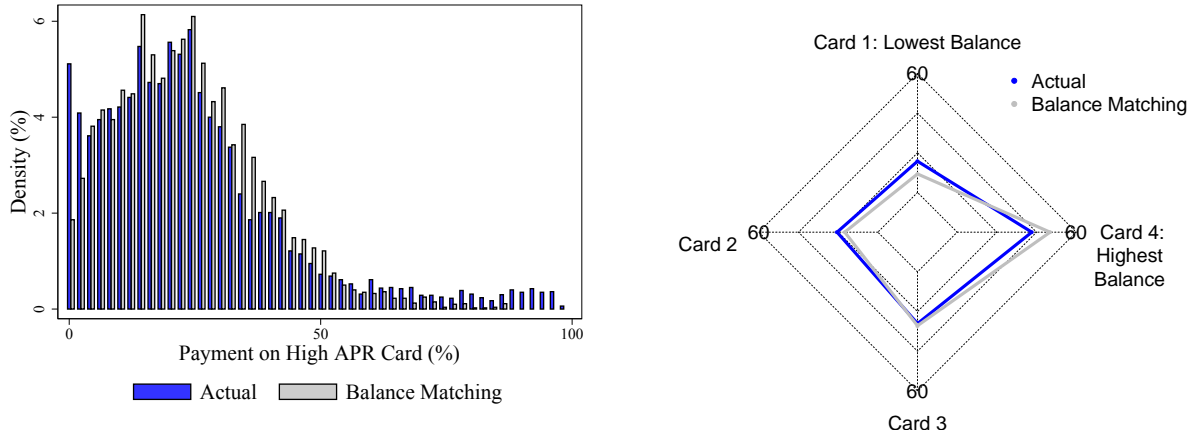 6
4
2
0
Density (%)
0
50
100
Payment on High APR Card (%)
Actual
Balance Matching
Card 1: Lowest Balance
60
Actual
Balance Matching
Card 2
60
60
Card 4:
Highest
Balance
60
Card 3